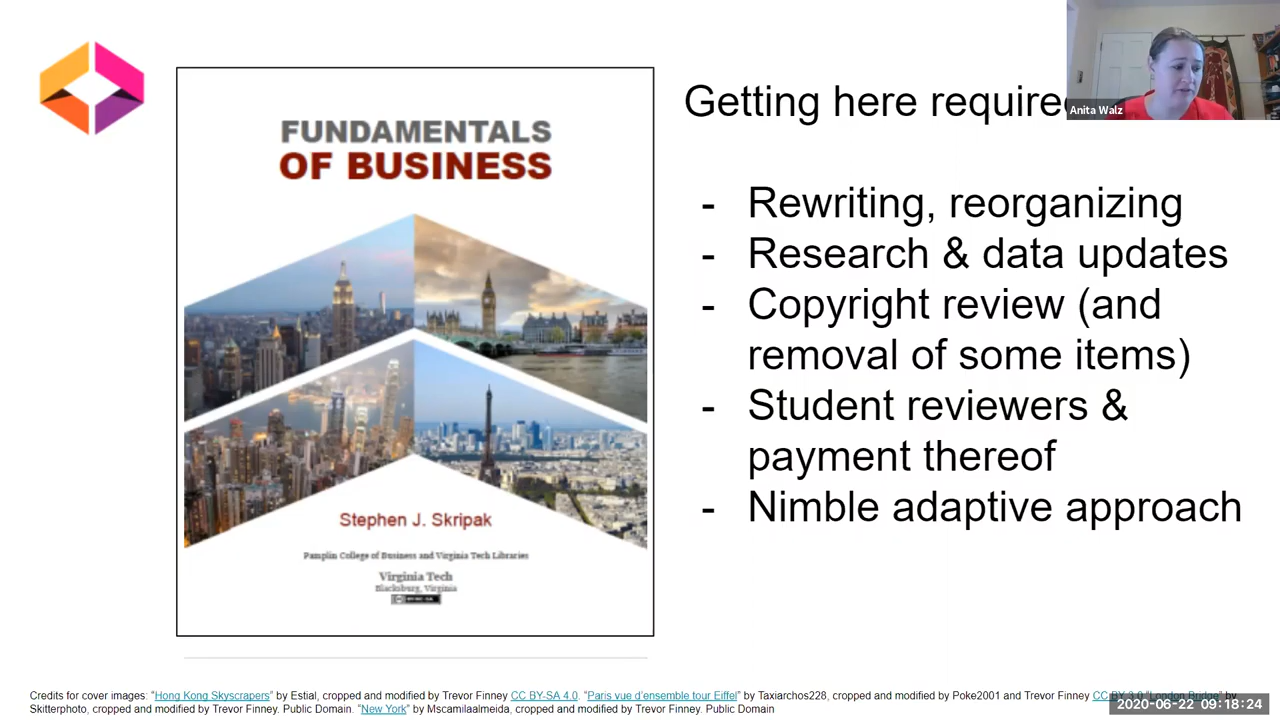 FUNDAMENTALS
OF BUSINESS
Stephen J. Skripak
Pamplin College of Business and Virginia Tech Libraries
Virginia Tech
Blacksburg, Virginia
BY-NC-SA
Getting here require
Anita Walz
- Rewriting, reorganizing
- Research & data updates
- Copyright review (and
removal of some items)
- Student reviewers &
payment thereof
- Nimble adaptive approach
Credits for cover images: “Hong Kong Skyscrapers” by Estial, cropped and modified by Trevor Finney CC BY-SA 4.0. “Paris vue d’ensemble tour Eiffel” by Taxiarchos228, cropped and modified by Poke2001 and Trevor Finney CC BY 3.0 “London Bridge” by
Skitterphoto, cropped and modified by Trevor Finney. Public Domain. “New York” by Mscamilaalmeida, cropped and modified by Trevor Finney. Public Domain
2020-06-22 09:18:24